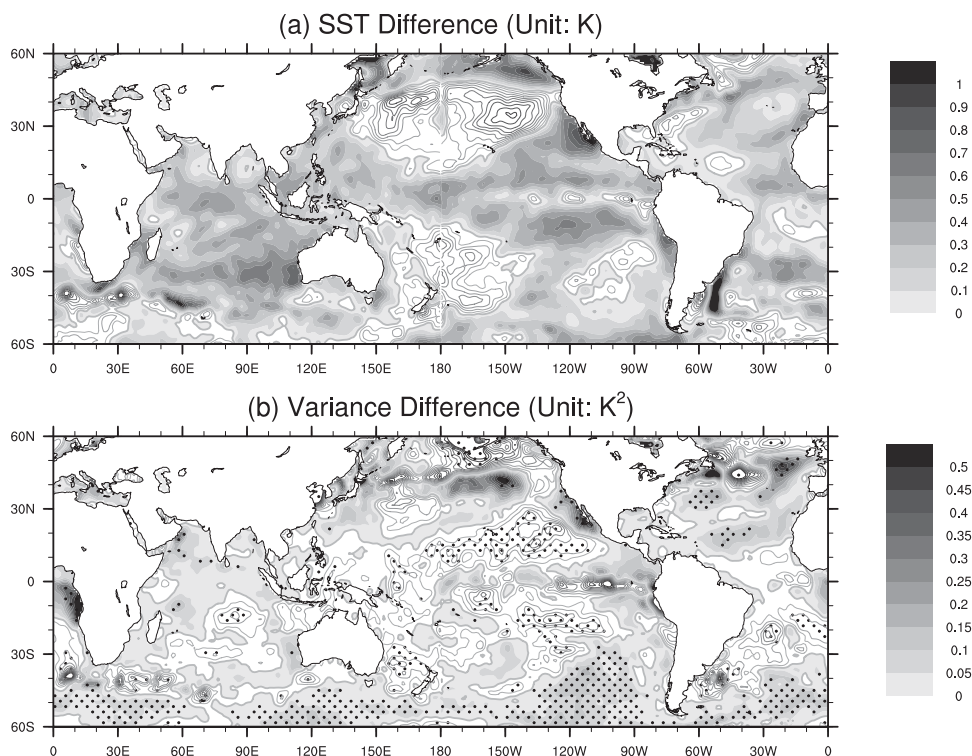 (a) SST Difference (Unit: K)
60N
30N
0
30S
60S
0 30E 60E 90E 120E 150E 180 150W 120W 90W 60W 30W 0
1
0.9
0.8
0.7
0.6
0.5
0.4
0.3
0.2
0.1
0
(b) Variance Difference (Unit: K²)
60N
30N
0
30S
60S
0 30E 60E 90E 120E 150E 180 150W 120W 90W 60W 30W 0
0.5
0.45
0.4
0.35
0.3
0.25
0.2
0.15
0.1
0.05
0